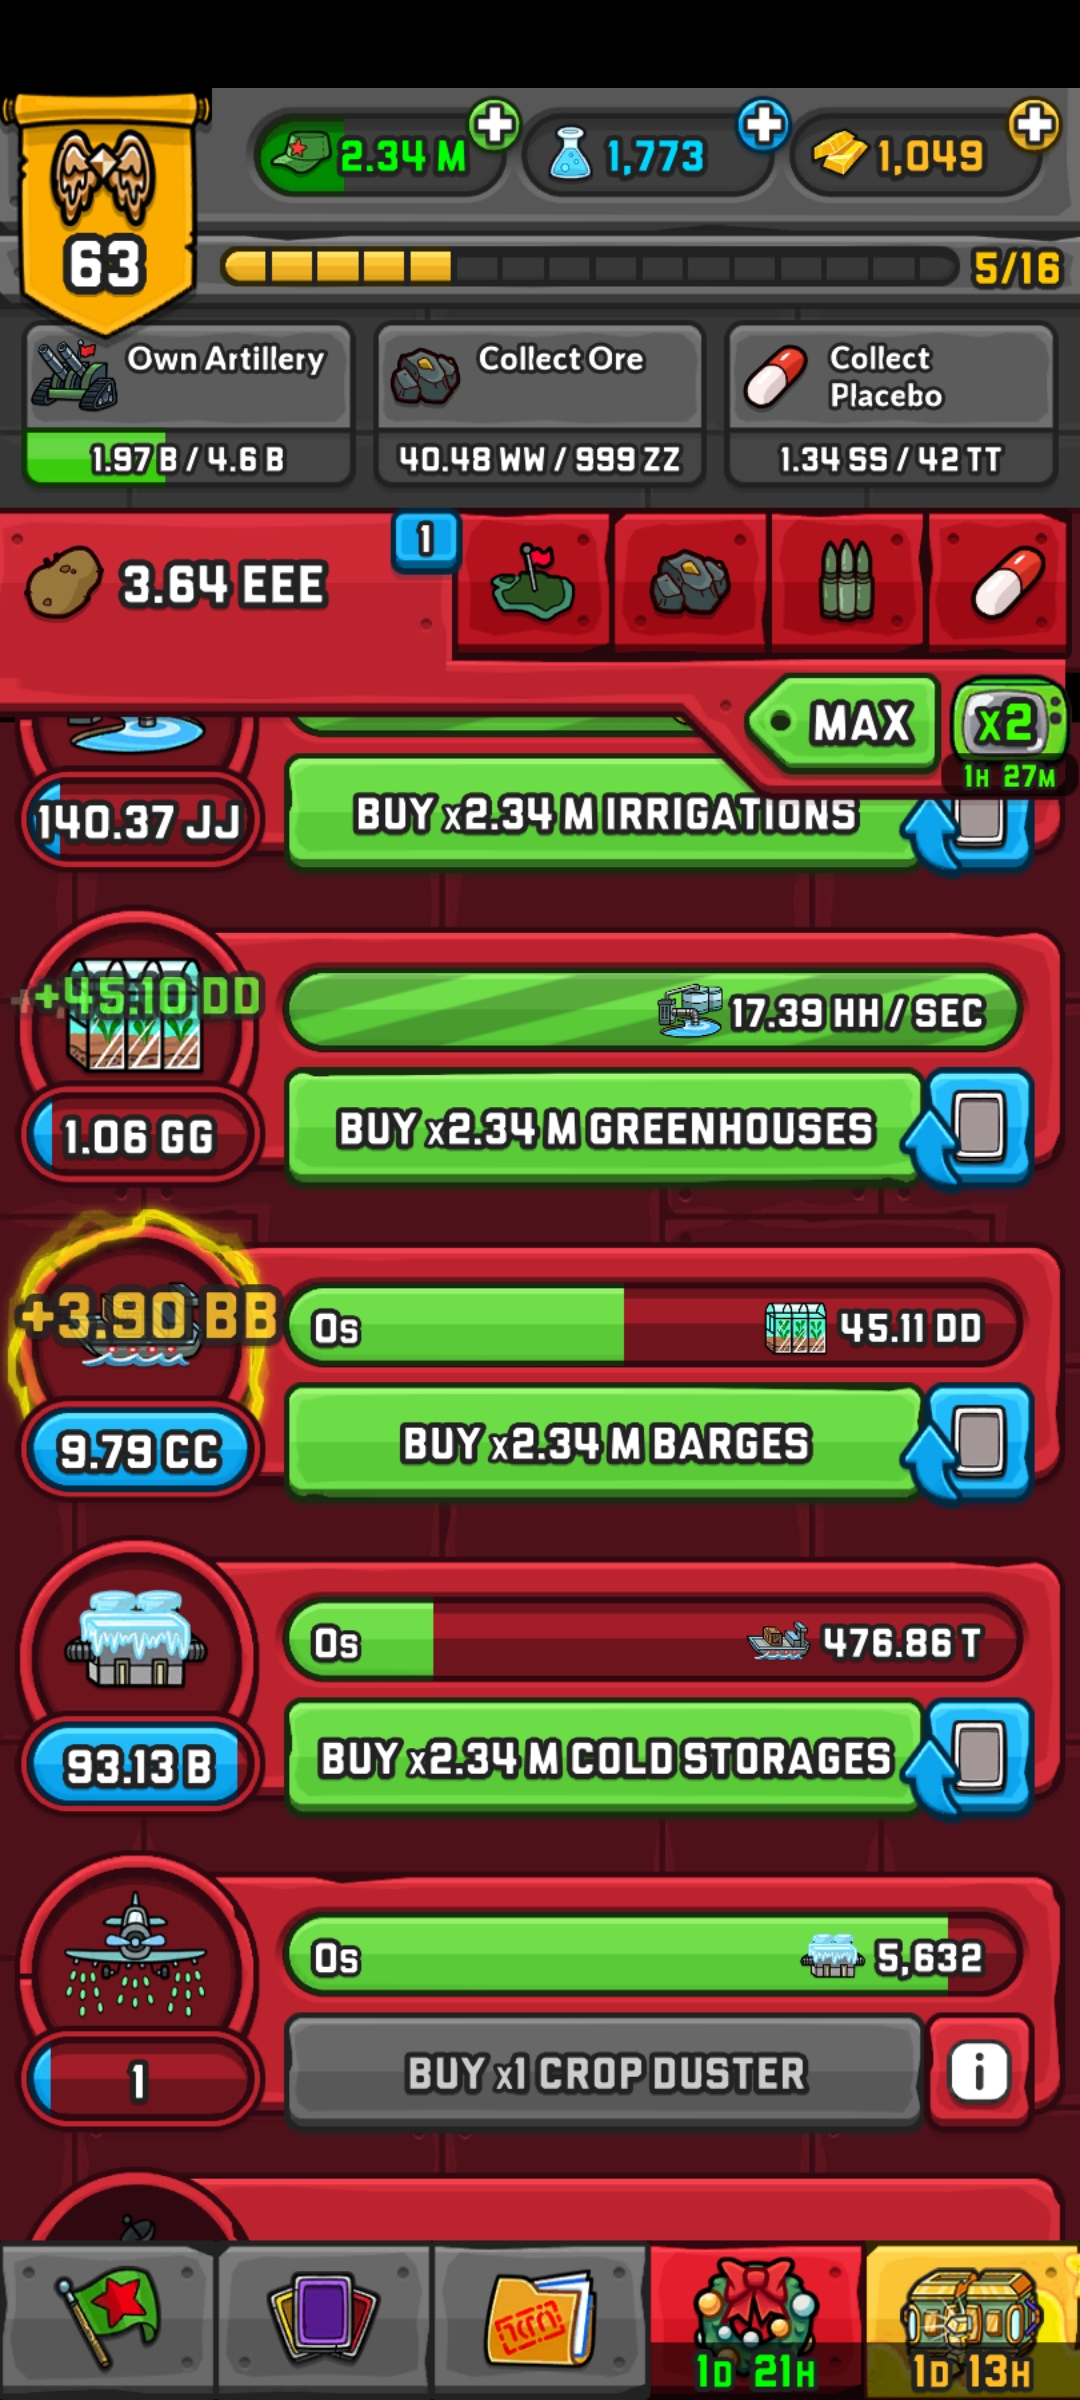 2.34 M
1,773
1,049
63
5/16
Own Artillery
1.97 B / 4.6 B
Collect Ore
40.48 WW / 999 ZZ
Collect
Placebo
1.34 SS / 42 TT
3.64 EEE
1
MAX
x2
1H 27M
140.37 JJ
BUY x2.34 M IRRIGATIONS
+45.10 DD
17.39 HH / SEC
1.06 GG
BUY x2.34 M GREENHOUSES
+3.90 BB
0s
45.11 DD
9.79 CC
BUY x2.34 M BARGES
0s
476.86 T
93.13 B
BUY x2.34 M COLD STORAGES
0s
5,632
1
BUY x1 CROP DUSTER
i
1D 21H
1D 13H